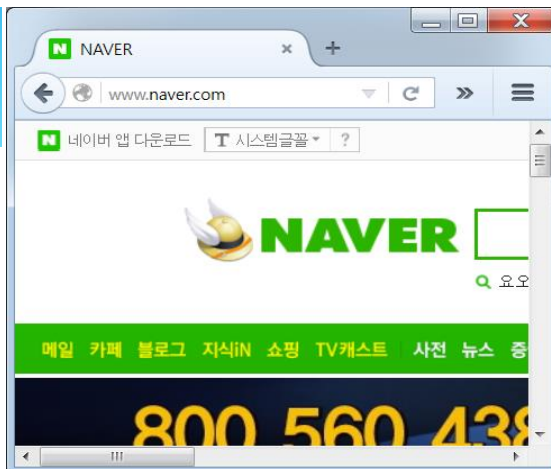 NAVER
www.naver.com
네이버 앱 다운로드 T 시스템글꼴 ?
NAVER
요오
메일 카페 블로그 지식iN 쇼핑 TV캐스트 사전 뉴스 증
800 560 438